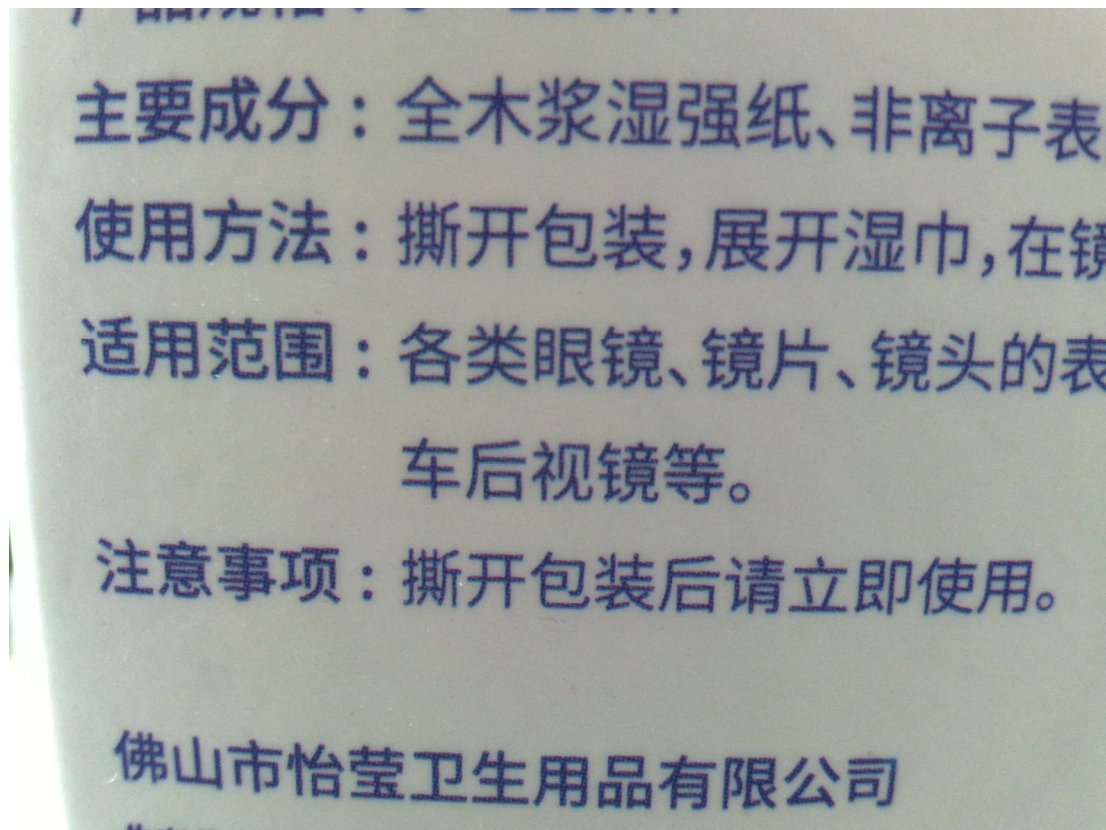 主要成分：全木浆湿强纸、非离子表
使用方法：撕开包装，展开湿巾，在镜
适用范围：各类眼镜、镜片、镜头的表
车后视镜等。
注意事项：撕开包装后请立即使用。
佛山市怡莹卫生用品有限公司